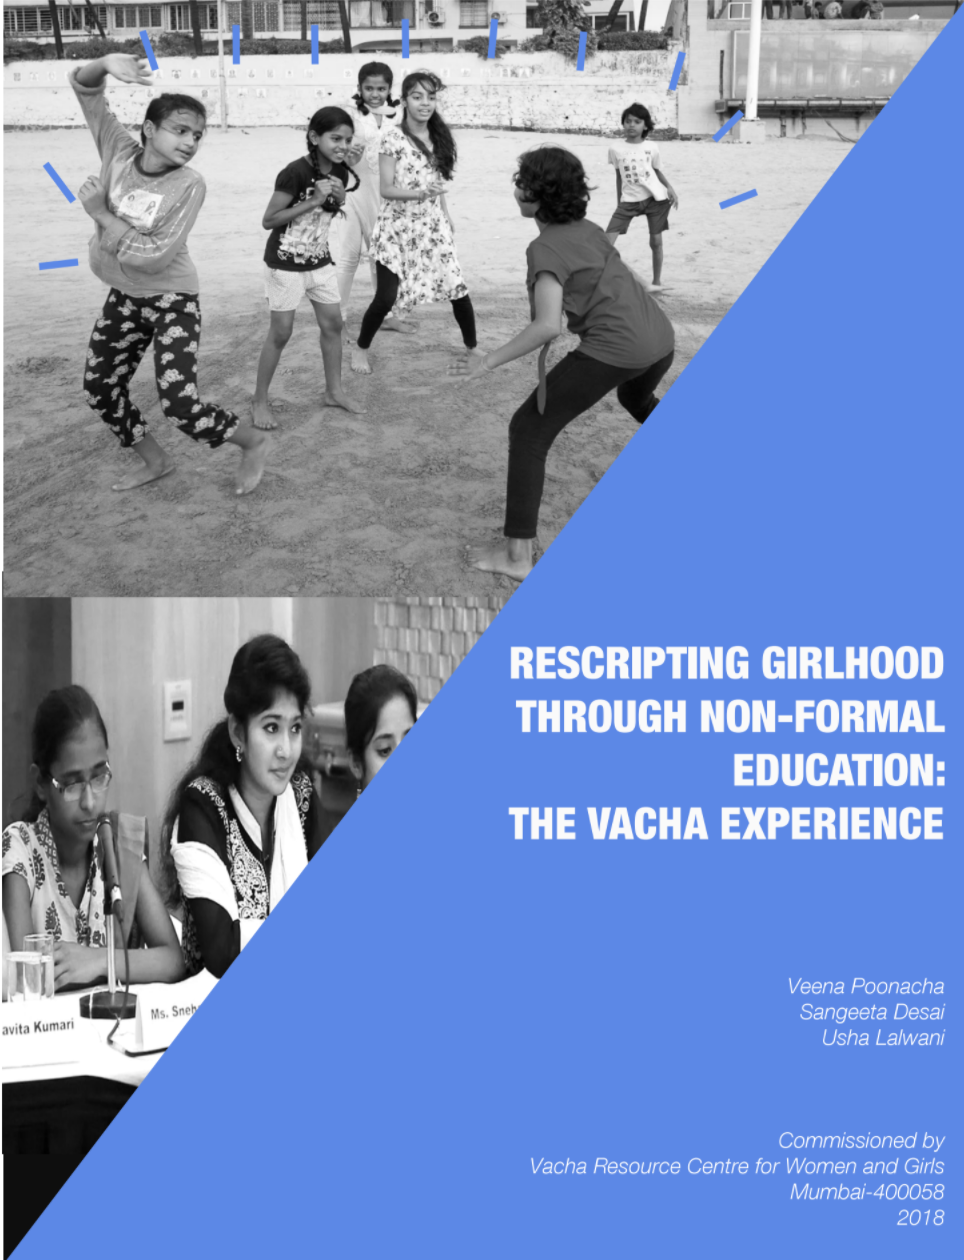 avita Kumari
Ms. Sneh
RESCRIPTING GIRLHOOD
THROUGH NON-FORMAL
EDUCATION:
THE VACHA EXPERIENCE
Veena Poonacha
Sangeeta Desai
Usha Lalwani
Commissioned by
Vacha Resource Centre for Women and Girls
Mumbai-400058
2018